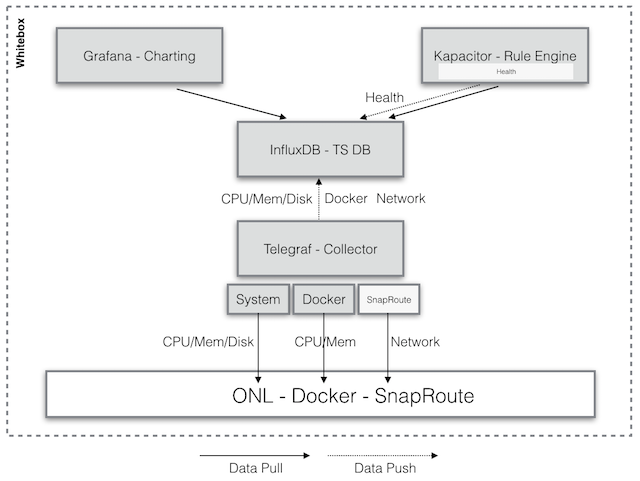 Whitebox
Grafana - Charting
Kapacitor - Rule Engine
Health
Health
InfluxDB - TS DB
CPU/Mem/Disk Docker Network
Telegraf - Collector
System Docker SnapRoute
CPU/Mem/Disk CPU/Mem Network
ONL - Docker - SnapRoute
Data Pull Data Push